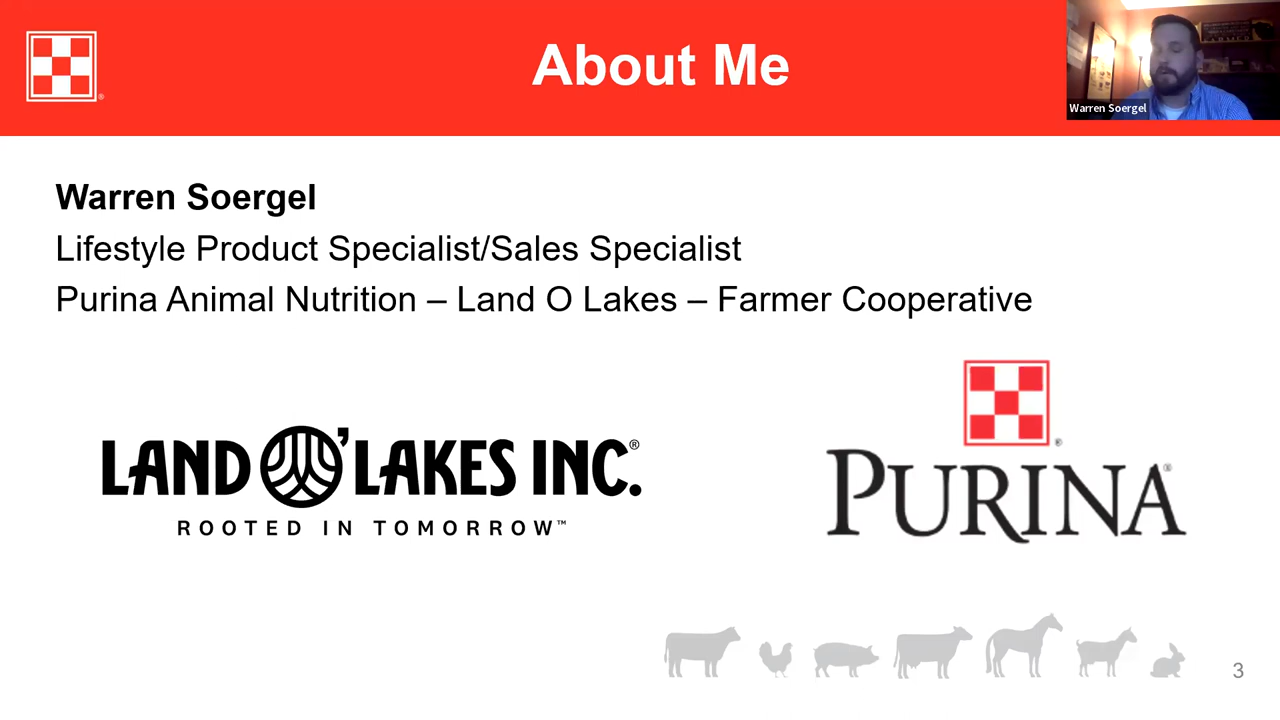 About Me
Warren Soergel
Warren Soergel
Lifestyle Product Specialist/Sales Specialist
Purina Animal Nutrition – Land O Lakes – Farmer Cooperative
LAND O'LAKES INC.®
ROOTED IN TOMORROW™
PURINA®
3